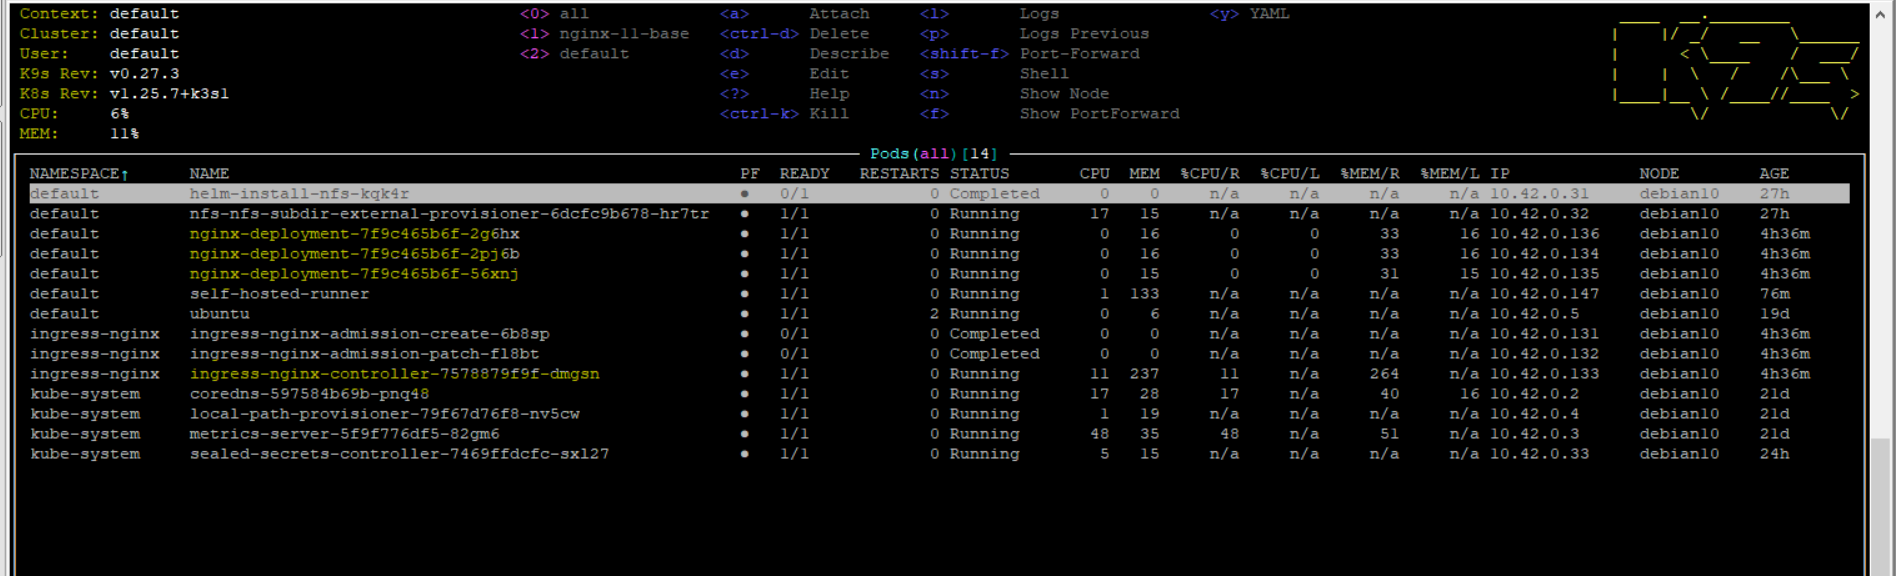 Context: default <0> all <a> Attach <l> Logs <y> YAML
Cluster: default <1> nginx-11-base <ctrl-d> Delete <p> Logs Previous
User: default <2> default <d> Describe <shift-f> Port-Forward
K9s Rev: v0.27.3 <e> Edit <s> Shell
K8s Rev: v1.25.7+k3s1 <?> Help <n> Show Node
CPU: 6% <ctrl-k> Kill <f> Show PortForward
MEM: 11%
Pods(all)[14]
NAMESPACE↑ NAME PF READY RESTARTS STATUS CPU MEM %CPU/R %CPU/L %MEM/R %MEM/L IP NODE AGE
default helm-install-nfs-kqk4r ● 0/1 0 Completed 0 0 n/a n/a n/a n/a 10.42.0.31 debian10 27h
default nfs-nfs-subdir-external-provisioner-6dcfc9b678-hr7tr ● 1/1 0 Running 17 15 n/a n/a n/a n/a 10.42.0.32 debian10 27h
default nginx-deployment-7f9c465b6f-2g6hx ● 1/1 0 Running 0 16 0 0 33 16 10.42.0.136 debian10 4h36m
default nginx-deployment-7f9c465b6f-2pj6b ● 1/1 0 Running 0 16 0 0 33 16 10.42.0.134 debian10 4h36m
default nginx-deployment-7f9c465b6f-56xnj ● 1/1 0 Running 0 15 0 0 31 15 10.42.0.135 debian10 4h36m
default self-hosted-runner ● 1/1 0 Running 1 133 n/a n/a n/a n/a 10.42.0.147 debian10 76m
default ubuntu ● 1/1 2 Running 0 6 n/a n/a n/a n/a 10.42.0.5 debian10 19d
ingress-nginx ingress-nginx-admission-create-6b8sp ● 0/1 0 Completed 0 0 n/a n/a n/a n/a 10.42.0.131 debian10 4h36m
ingress-nginx ingress-nginx-admission-patch-fl8bt ● 0/1 0 Completed 0 0 n/a n/a n/a n/a 10.42.0.132 debian10 4h36m
ingress-nginx ingress-nginx-controller-7578879f9f-dmgsn ● 1/1 0 Running 11 237 11 n/a 264 n/a 10.42.0.133 debian10 4h36m
kube-system coredns-597584b69b-pnq48 ● 1/1 0 Running 17 28 17 n/a 40 16 10.42.0.2 debian10 21d
kube-system local-path-provisioner-79f67d76f8-nv5cw ● 1/1 0 Running 1 19 n/a n/a n/a n/a 10.42.0.4 debian10 21d
kube-system metrics-server-5f9f776df5-82gm6 ● 1/1 0 Running 48 35 48 n/a 51 n/a 10.42.0.3 debian10 21d
kube-system sealed-secrets-controller-7469ffdcfc-sxl27 ● 1/1 0 Running 5 15 n/a n/a n/a n/a 10.42.0.33 debian10 24h